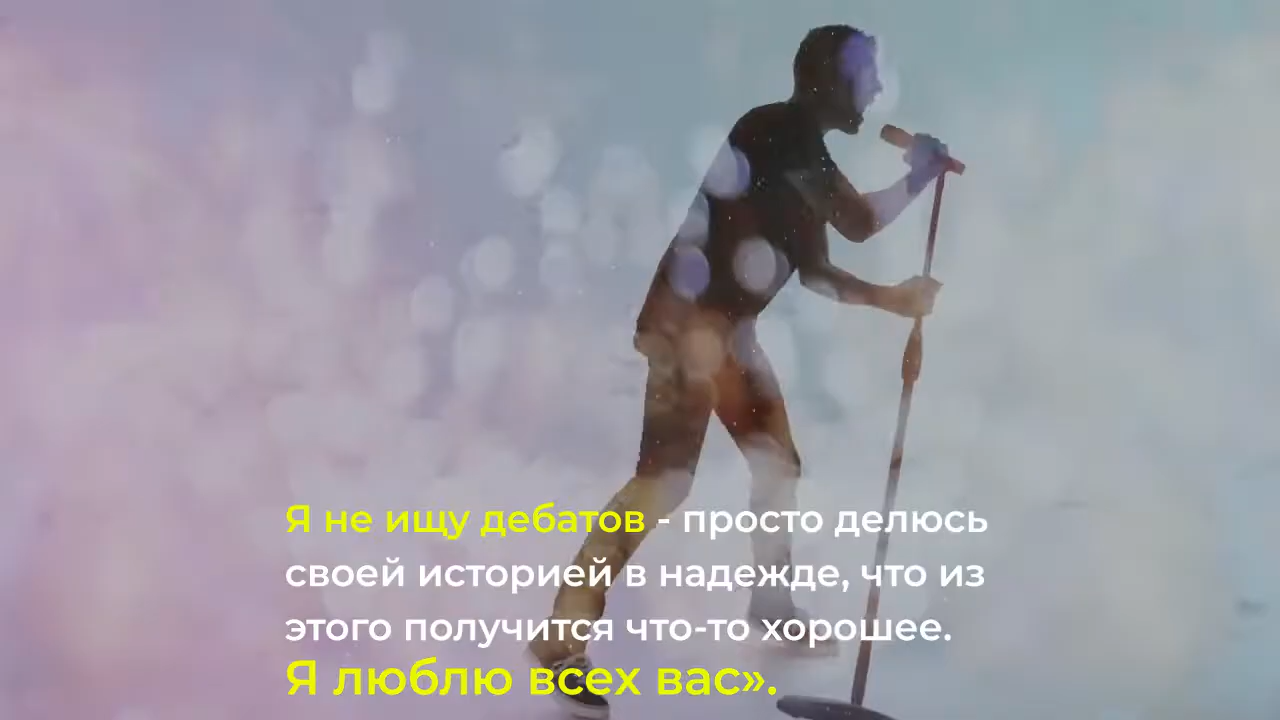 Я не ищу дебатов - просто делюсь
своей историей в надежде, что из
этого получится что-то хорошее.
Я люблю всех вас».